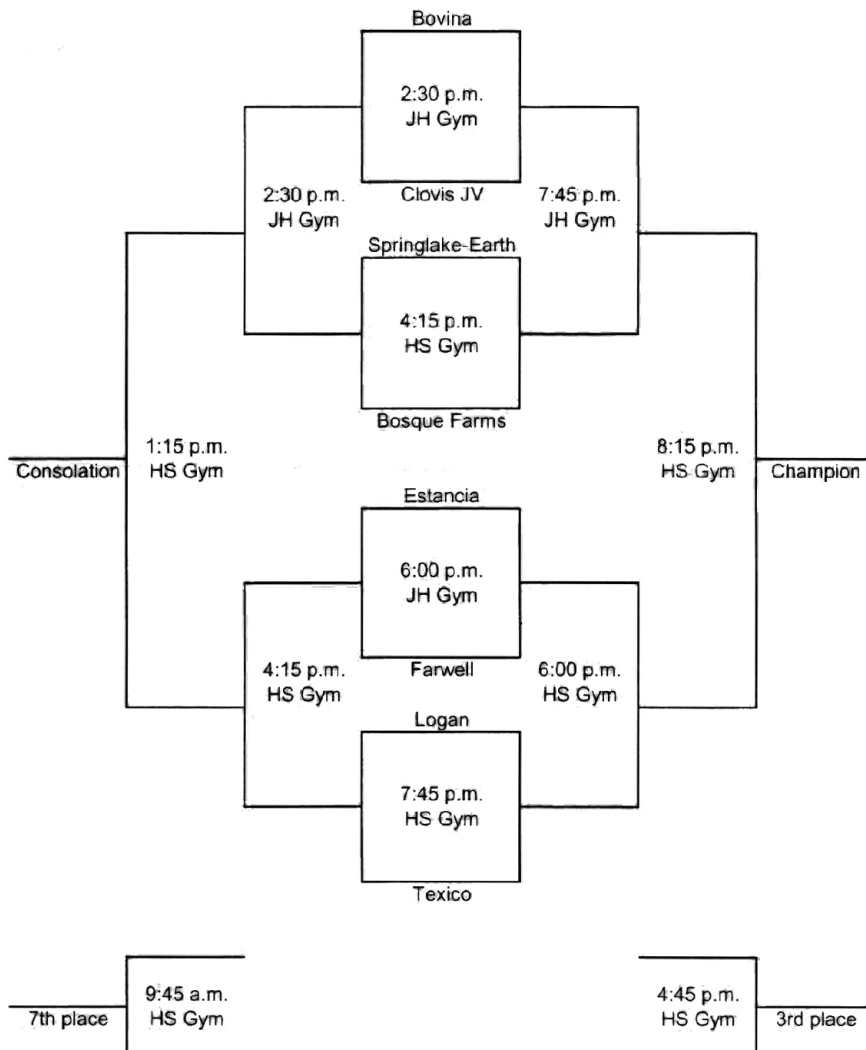 Bovina
2:30 p.m.
JH Gym
Clovis JV
2:30 p.m.
JH Gym
7:45 p.m.
JH Gym
Springlake-Earth
4:15 p.m.
HS Gym
Bosque Farms
1:15 p.m.
HS Gym
Consolation
8:15 p.m.
HS Gym
Champion
Estancia
6:00 p.m.
JH Gym
Farwell
4:15 p.m.
HS Gym
6:00 p.m.
HS Gym
Logan
7:45 p.m.
HS Gym
Texico
9:45 a.m.
HS Gym
7th place
4:45 p.m.
HS Gym
3rd place